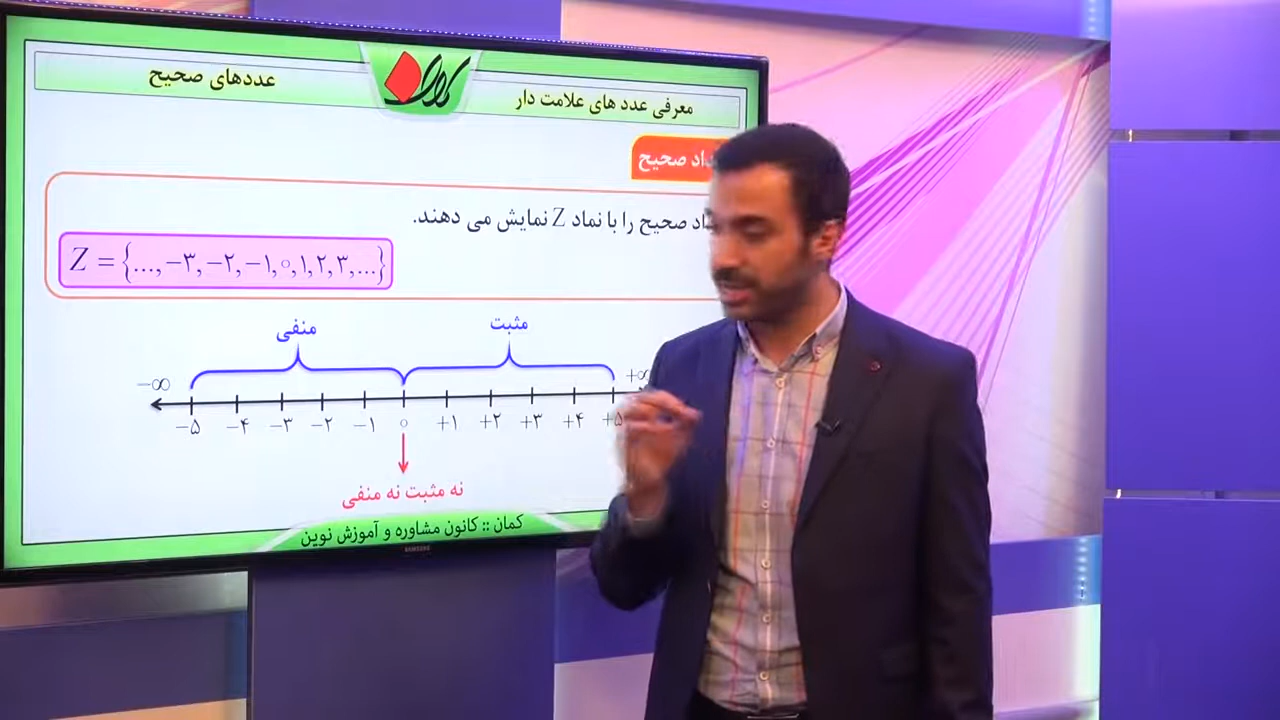 معرفی عدد های علامت دار
عددهای صحیح
صحیح
صحیح را با نماد Z نمایش می دهند.
Z = {..., −۳, −۲, −۱, ۰, ۱, ۲, ۳, ...}
منفی
مثبت
−∞
+∞
−۵ −۴ −۳ −۲ −۱ ۰ +۱ +۲ +۳ +۴ +۵
نه مثبت نه منفی
کمان :: کانون مشاوره و آموزش نوین
SAMSUNG